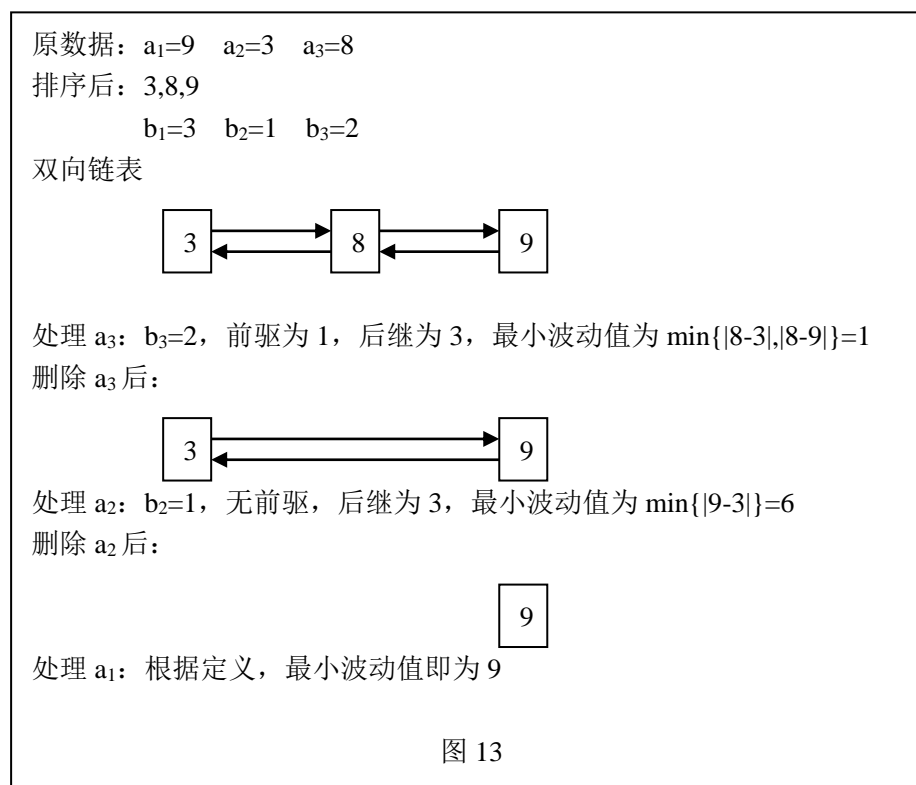 原数据：a₁=9 a₂=3 a₃=8
排序后：3,8,9
b₁=3 b₂=1 b₃=2
双向链表
3 8 9
处理 a₃：b₃=2，前驱为 1，后继为 3，最小波动值为 min{|8-3|,|8-9|}=1
删除 a₃后：
3 9
处理 a₂：b₂=1，无前驱，后继为 3，最小波动值为 min{|9-3|}=6
删除 a₂后：
9
处理 a₁：根据定义，最小波动值即为 9
图 13